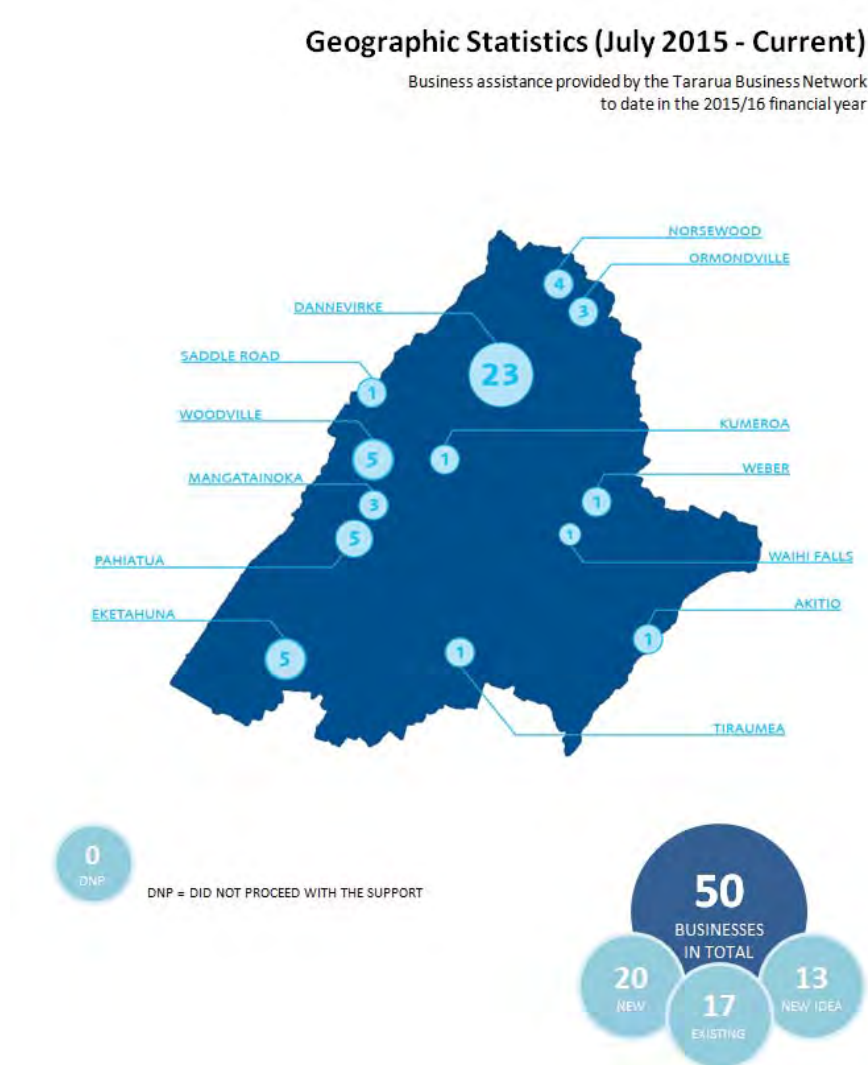 Geographic Statistics (July 2015 - Current)
Business assistance provided by the Tararua Business Network
to date in the 2015/16 financial year
NORSEWOOD
ORMONDVILLE
4
3
DANNEVIRKE
23
SADDLE ROAD
1
WOODVILLE
KUMEROA
5
1
MANGATAINOKA
WEBER
3
1
5
1
PAHIATUA
WAIHI FALLS
EKETAHUNA
AKITIO
5
1
1
TIRAUMEA
0
DNP
DNP = DID NOT PROCEED WITH THE SUPPORT
50
BUSINESSES
IN TOTAL
20
NEW
17
EXISTING
13
NEW IDEA